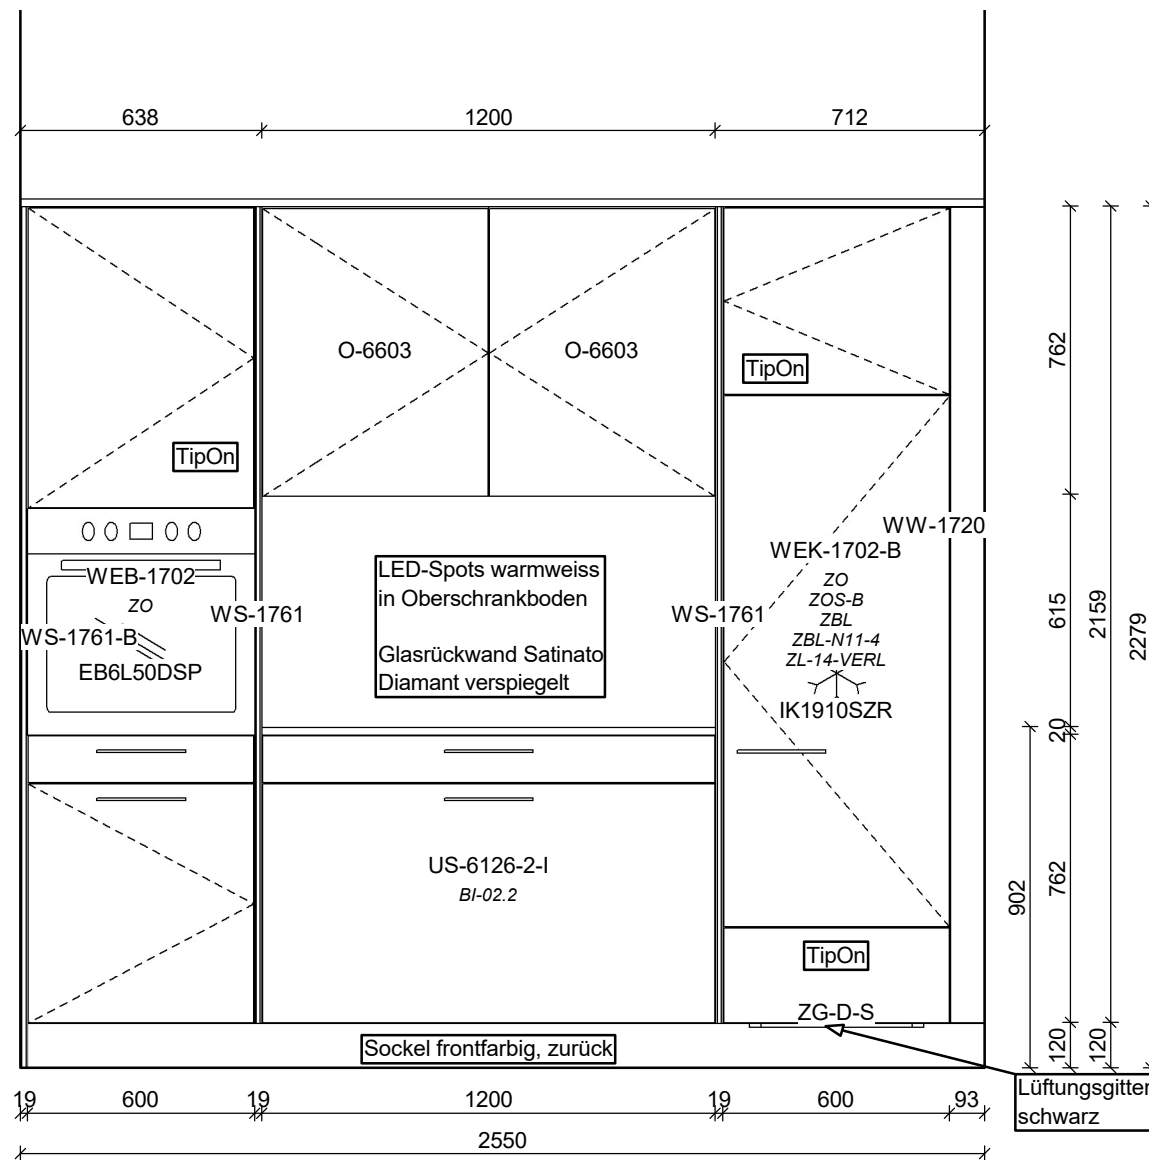 638
1200
712
O-6603
O-6603
TipOn
TipOn
WW-1720
WEK-1702-B
ZO
ZOS-B
ZBL
ZBL-N11-4
ZL-14-VERL
IK1910SZR
WEB-1702
ZO
WS-1761-B
EB6L50DSP
WS-1761
LED-Spots warmweiss
in Oberschrankboden
Glasrückwand Satinato
Diamant verspiegelt
WS-1761
US-6126-2-I
BI-02.2
TipOn
ZG-D-S
Sockel frontfarbig, zurück
Lüftungsgitter
schwarz
762
615
20
762
120
902
2159
120
2279
19
600
19
1200
19
600
93
2550